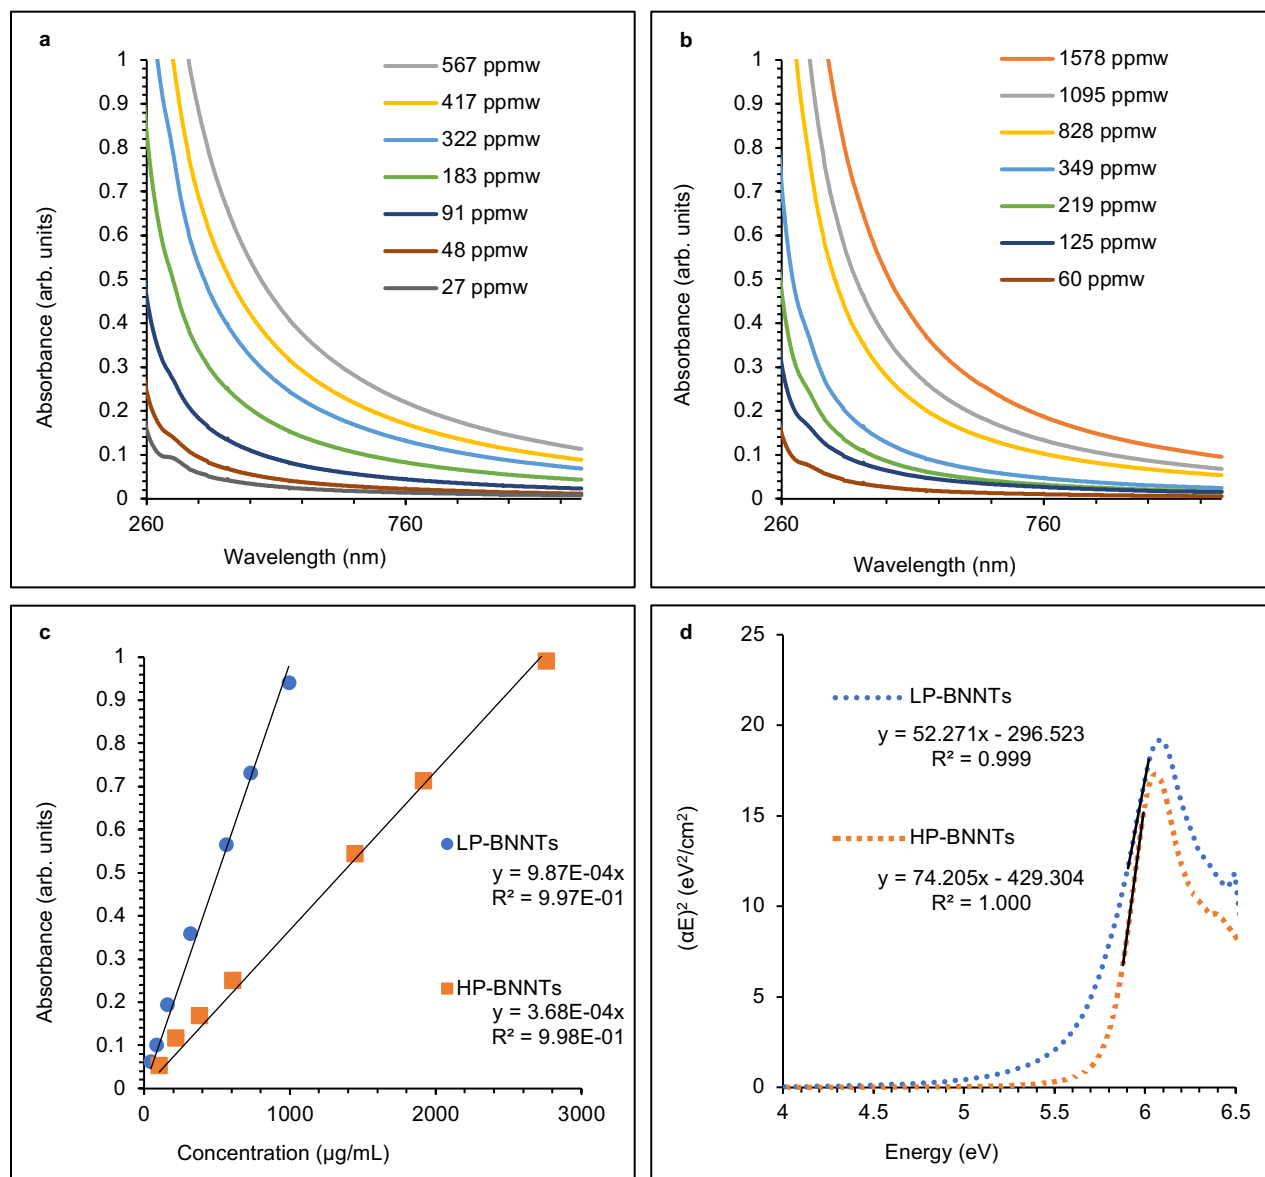 a
1
0.9
0.8
0.7
0.6
0.5
0.4
0.3
0.2
0.1
0
260
760
Absorbance (arb. units)
Wavelength (nm)
567 ppmw
417 ppmw
322 ppmw
183 ppmw
91 ppmw
48 ppmw
27 ppmw
b
1
0.9
0.8
0.7
0.6
0.5
0.4
0.3
0.2
0.1
0
260
760
Absorbance (arb. units)
Wavelength (nm)
1578 ppmw
1095 ppmw
828 ppmw
349 ppmw
219 ppmw
125 ppmw
60 ppmw
c
1
0.9
0.8
0.7
0.6
0.5
0.4
0.3
0.2
0.1
0
0
1000
2000
3000
Absorbance (arb. units)
Concentration (µg/mL)
LP-BNNTs
y = 9.87E-04x
R² = 9.97E-01
HP-BNNTs
y = 3.68E-04x
R² = 9.98E-01
d
25
20
15
10
5
0
4
4.5
5
5.5
6
6.5
(αE)² (eV²/cm²)
Energy (eV)
LP-BNNTs
y = 52.271x - 296.523
R² = 0.999
HP-BNNTs
y = 74.205x - 429.304
R² = 1.000